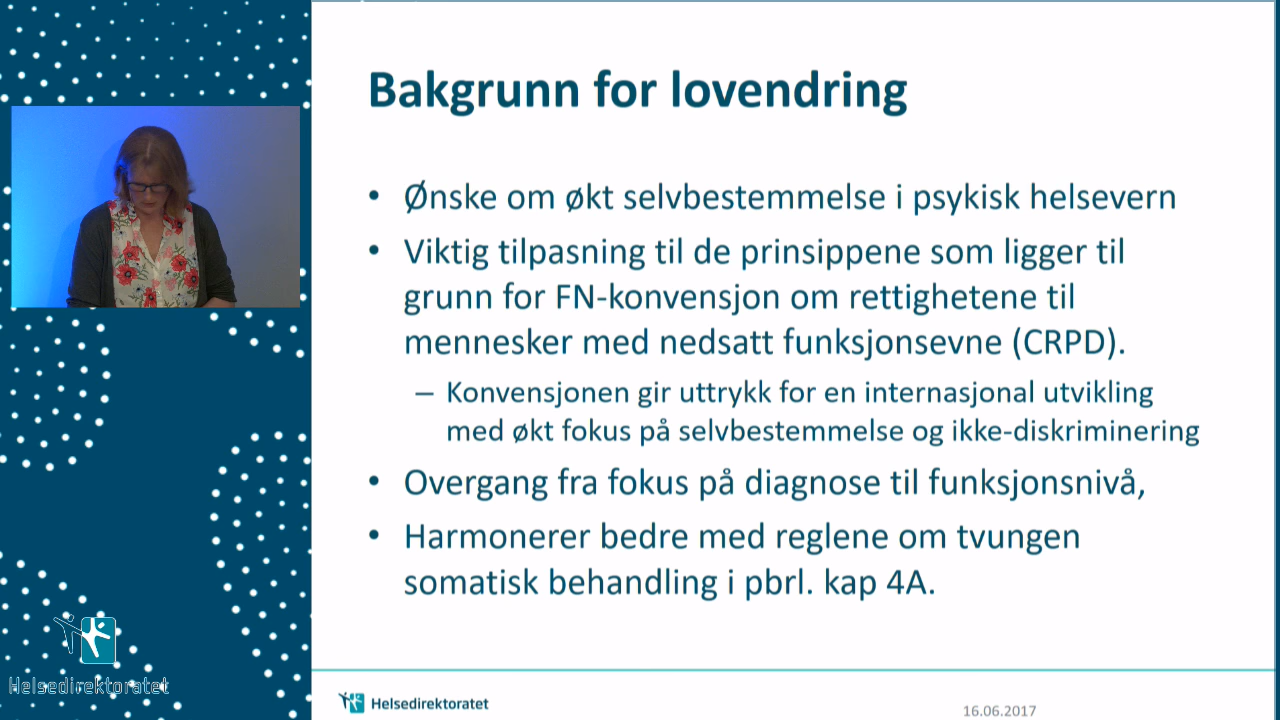 Bakgrunn for lovendring
• Ønske om økt selvbestemmelse i psykisk helsevern
• Viktig tilpasning til de prinsippene som ligger til
grunn for FN-konvensjon om rettighetene til
mennesker med nedsatt funksjonsevne (CRPD).
– Konvensjonen gir uttrykk for en internasjonal utvikling
med økt fokus på selvbestemmelse og ikke-diskriminering
• Overgang fra fokus på diagnose til funksjonsnivå,
• Harmonerer bedre med reglene om tvungen
somatisk behandling i pbrl. kap 4A.
Helsedirektoratet
Helsedirektoratet
16.06.2017